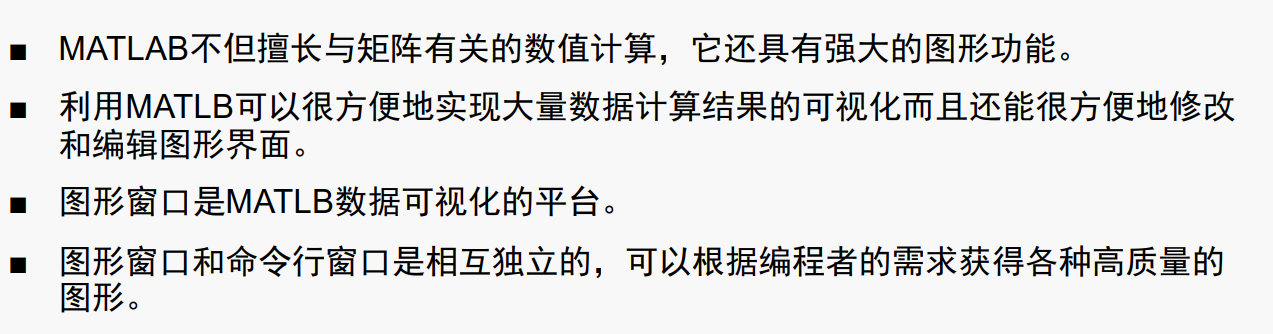 ■ MATLAB不但擅长与矩阵有关的数值计算，它还具有强大的图形功能。
■ 利用MATLB可以很方便地实现大量数据计算结果的可视化而且还能很方便地修改
和编辑图形界面。
■ 图形窗口是MATLB数据可视化的平台。
■ 图形窗口和命令行窗口是相互独立的，可以根据编程者的需求获得各种高质量的
图形。